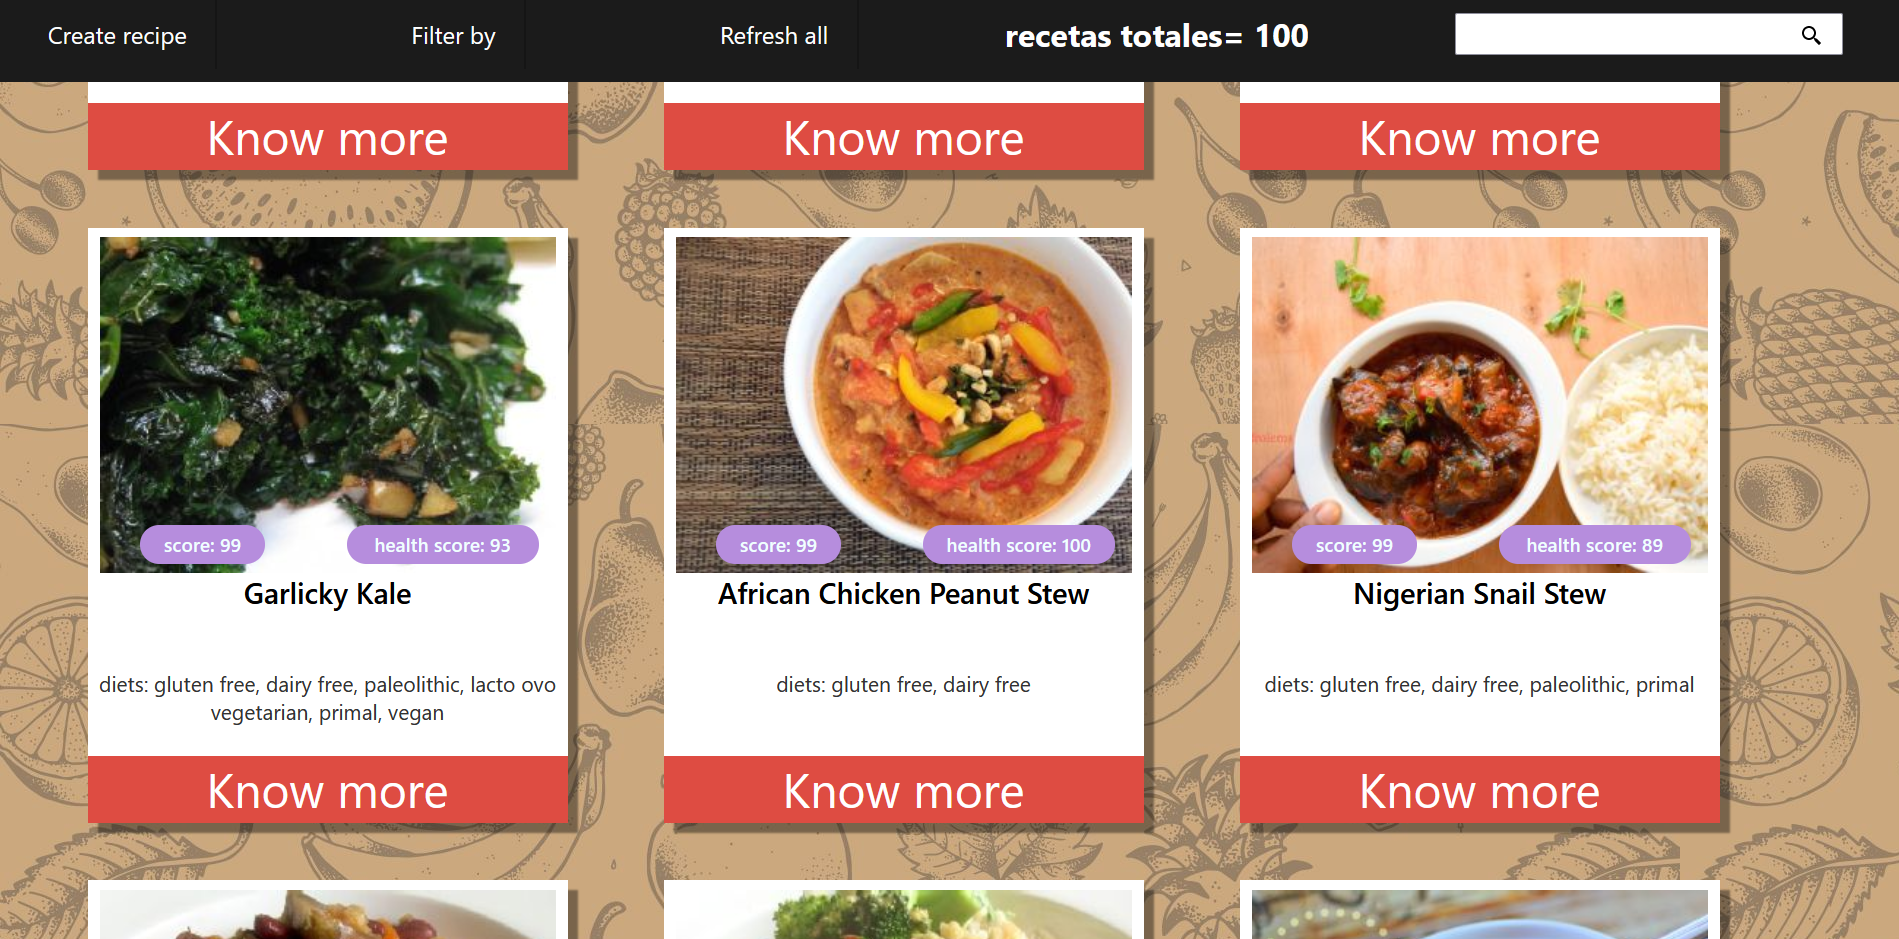 Create recipe
Filter by
Refresh all
recetas totales= 100
Know more
Know more
Know more
score: 99
health score: 93
Garlicky Kale
diets: gluten free, dairy free, paleolithic, lacto ovo
vegetarian, primal, vegan
Know more
score: 99
health score: 100
African Chicken Peanut Stew
diets: gluten free, dairy free
Know more
score: 99
health score: 89
Nigerian Snail Stew
diets: gluten free, dairy free, paleolithic, primal
Know more